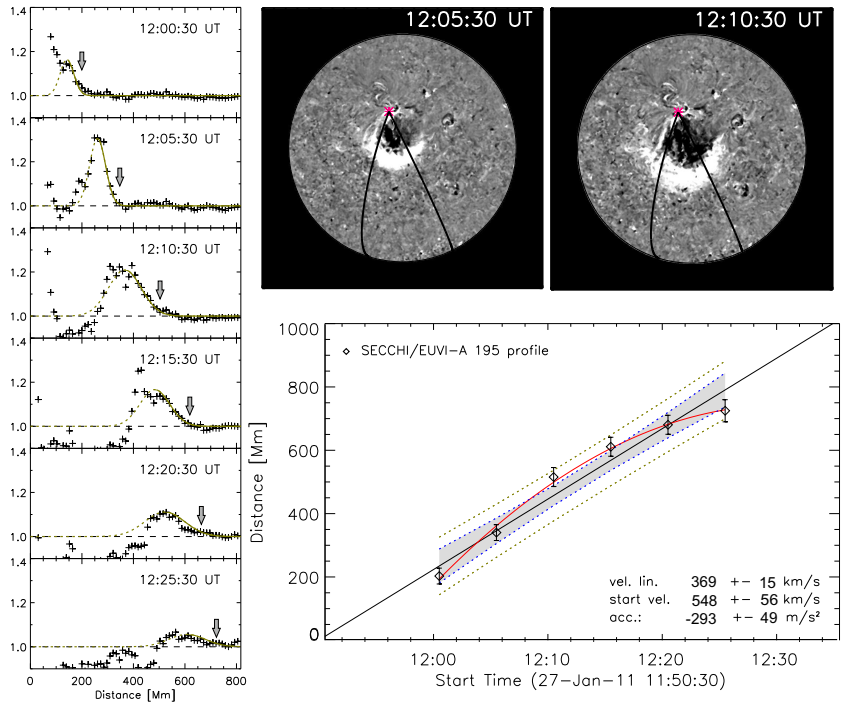 12:00:30 UT
1.4
1.2
1.0
12:05:30 UT
1.4
1.2
1.0
12:10:30 UT
1.4
1.2
1.0
12:15:30 UT
1.4
1.2
1.0
12:20:30 UT
1.4
1.2
1.0
12:25:30 UT
1.4
1.2
1.0
0 200 400 600 800
Distance [Mm]
12:05:30 UT
12:10:30 UT
SECCHI/EUVI-A 195 profile
1000
800
600
400
200
0
Distance [Mm]
vel. lin. 369 +- 15 km/s
start vel. 548 +- 56 km/s
acc.: -293 +- 49 m/s²
12:00 12:10 12:20 12:30
Start Time (27-Jan-11 11:50:30)